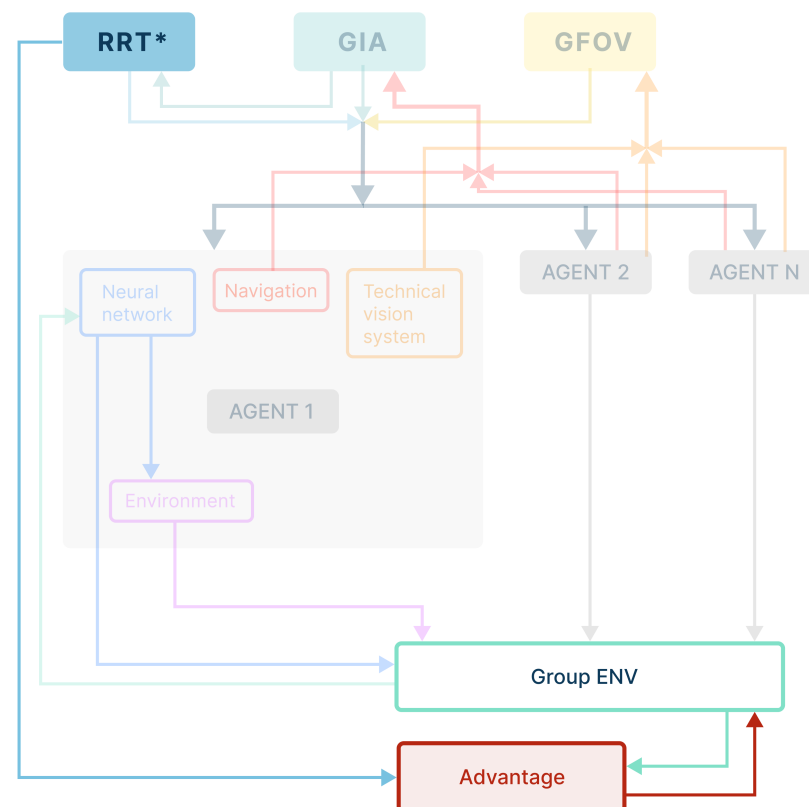 RRT*
GIA
GFOV
AGENT 2
AGENT N
Neural
network
Navigation
Technical
vision
system
AGENT 1
Environment
Group ENV
Advantage